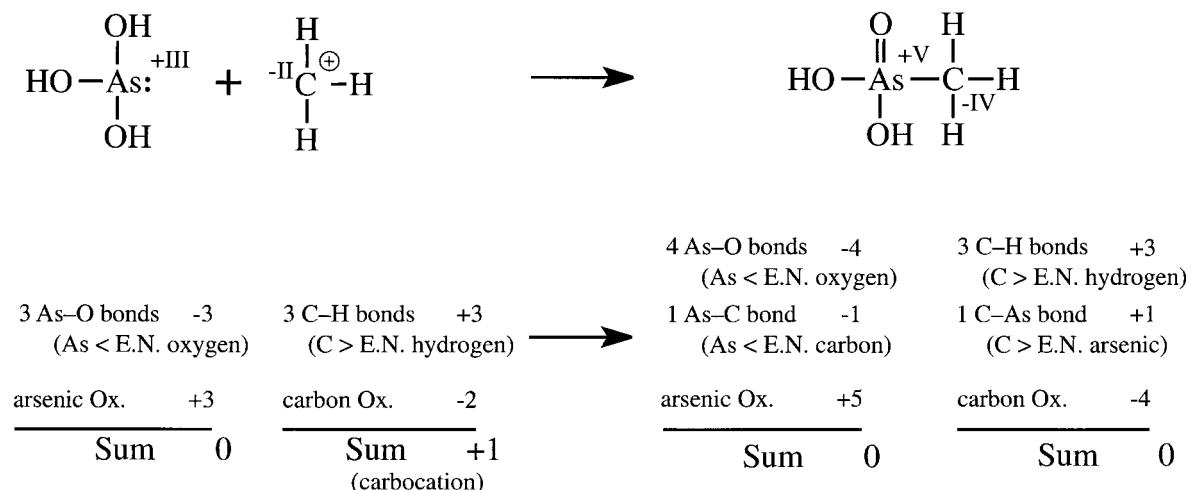 OH
HO–As: +III
OH
+
H
-II C ⊕ –H
H
O
HO–As–C–H
+V
-IV
OH
H
H
4 As–O bonds -4
(As < E.N. oxygen)
3 C–H bonds +3
(C > E.N. hydrogen)
3 As–O bonds -3
(As < E.N. oxygen)
3 C–H bonds +3
(C > E.N. hydrogen)
1 As–C bond -1
(As < E.N. carbon)
1 C–As bond +1
(C > E.N. arsenic)
arsenic Ox. +3
carbon Ox. -2
arsenic Ox. +5
carbon Ox. -4
Sum 0
Sum +1
(carbocation)
Sum 0
Sum 0